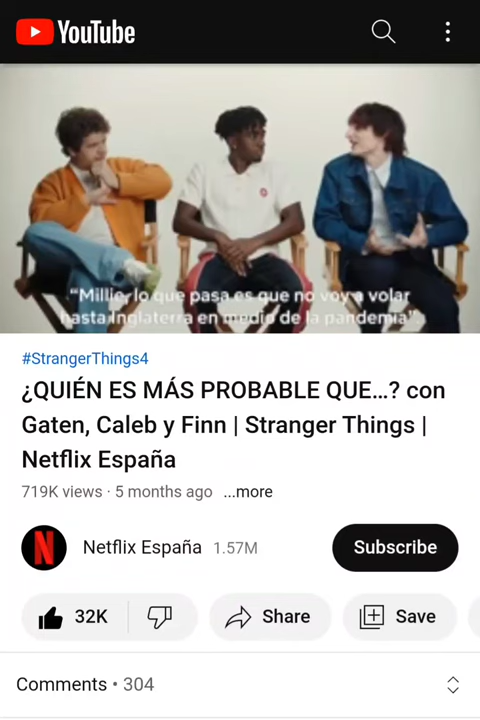 YouTube
"Millie, lo que pasa es que no voy a volar
hasta Inglaterra en medio de la pandemia".
#StrangerThings4
¿QUIÉN ES MÁS PROBABLE QUE...? con
Gaten, Caleb y Finn | Stranger Things |
Netflix España
719K views · 5 months ago ...more
N Netflix España 1.57M Subscribe
32K Share Save
Comments • 304